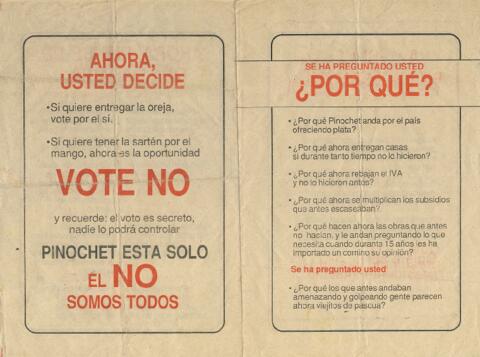 AHORA,
USTED DECIDE
•Si quiere entregar la oreja,
vote por el sí.
•Si quiere tener la sartén por el
mango, ahora es la oportunidad
VOTE NO
y recuerde: el voto es secreto,
nadie lo podrá controlar
PINOCHET ESTA SOLO
EL NO
SOMOS TODOS
SE HA PREGUNTADO USTED
¿POR QUÉ?
• ¿Por qué Pinochet anda por el país
ofreciendo plata?
• ¿Por qué ahora entregan casas
si durante tanto tiempo no lo hicieron?
• ¿Por qué ahora rebajan el IVA
y no lo hicieron antes?
• ¿Por qué ahora se multiplican los subsidios
que antes escaseaban?
• ¿Por qué hacen ahora las obras que antes
no hacían, y le andan preguntando lo que
necesita cuando durante 15 años les ha
importado un comino su opinión?
Se ha preguntado usted
• ¿Por qué los que antes andaban
amenazando y golpeando gente parecen
ahora viejitos de pascua?